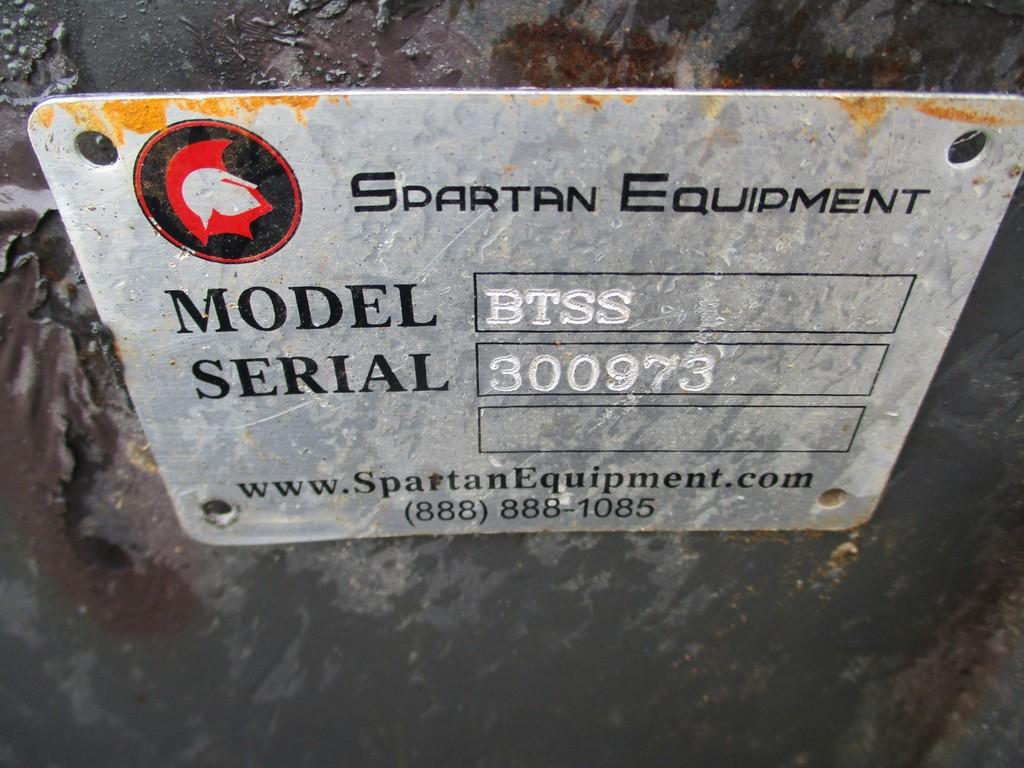 SPARTAN EQUIPMENT
MODEL BTSS
SERIAL 300973
www.SpartanEquipment.com
(888) 888-1085